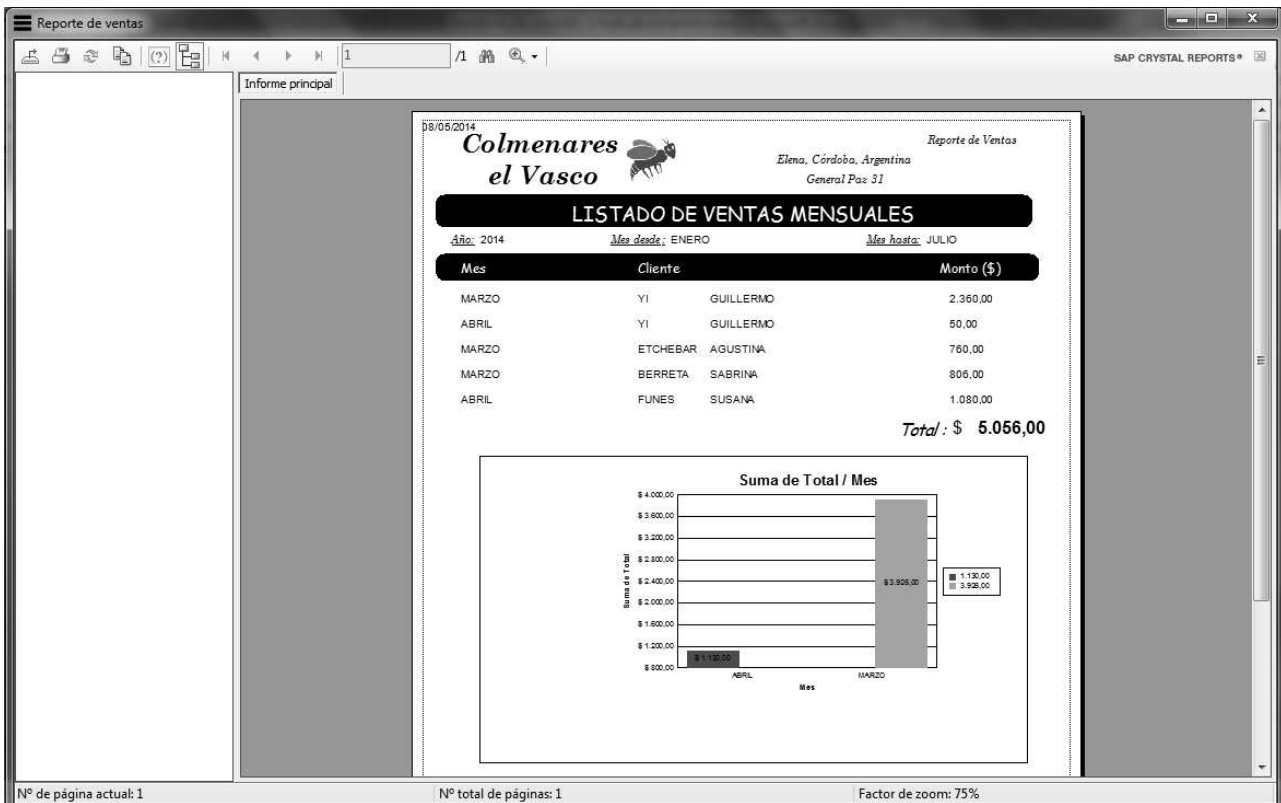 Reporte de ventas
1 /1 SAP CRYSTAL REPORTS®
Informe principal
08/05/2014
Colmenares
el Vasco
Reporte de Ventas
Elena, Córdoba, Argentina
General Paz 31
LISTADO DE VENTAS MENSUALES
Año: 2014 Mes desde: ENERO Mes hasta: JULIO
Mes Cliente Monto ($)
MARZO YI GUILLERMO 2.360,00
ABRIL YI GUILLERMO 50,00
MARZO ETCHEBAR AGUSTINA 760,00
MARZO BERRETA SABRINA 806,00
ABRIL FUNES SUSANA 1.080,00
Total : $ 5.056,00
Suma de Total / Mes
$ 4.000,00
$ 3.600,00
$ 3.200,00
$ 2.800,00
$ 2.400,00
$ 2.000,00
$ 1.600,00
$ 1.200,00
$ 800,00
Suma de Total
$ 1.130,00
$ 3.926,00
1.130,00
3.926,00
ABRIL MARZO
Mes
Nº de página actual: 1 Nº total de páginas: 1 Factor de zoom: 75%